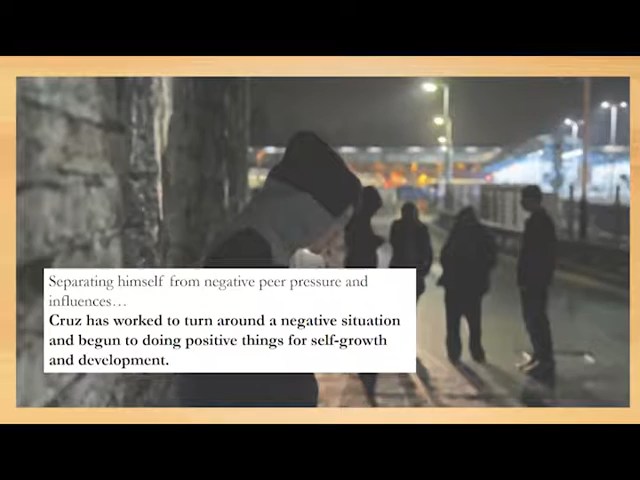 Separating himself from negative peer pressure and
influences…
Cruz has worked to turn around a negative situation
and begun to doing positive things for self-growth
and development.